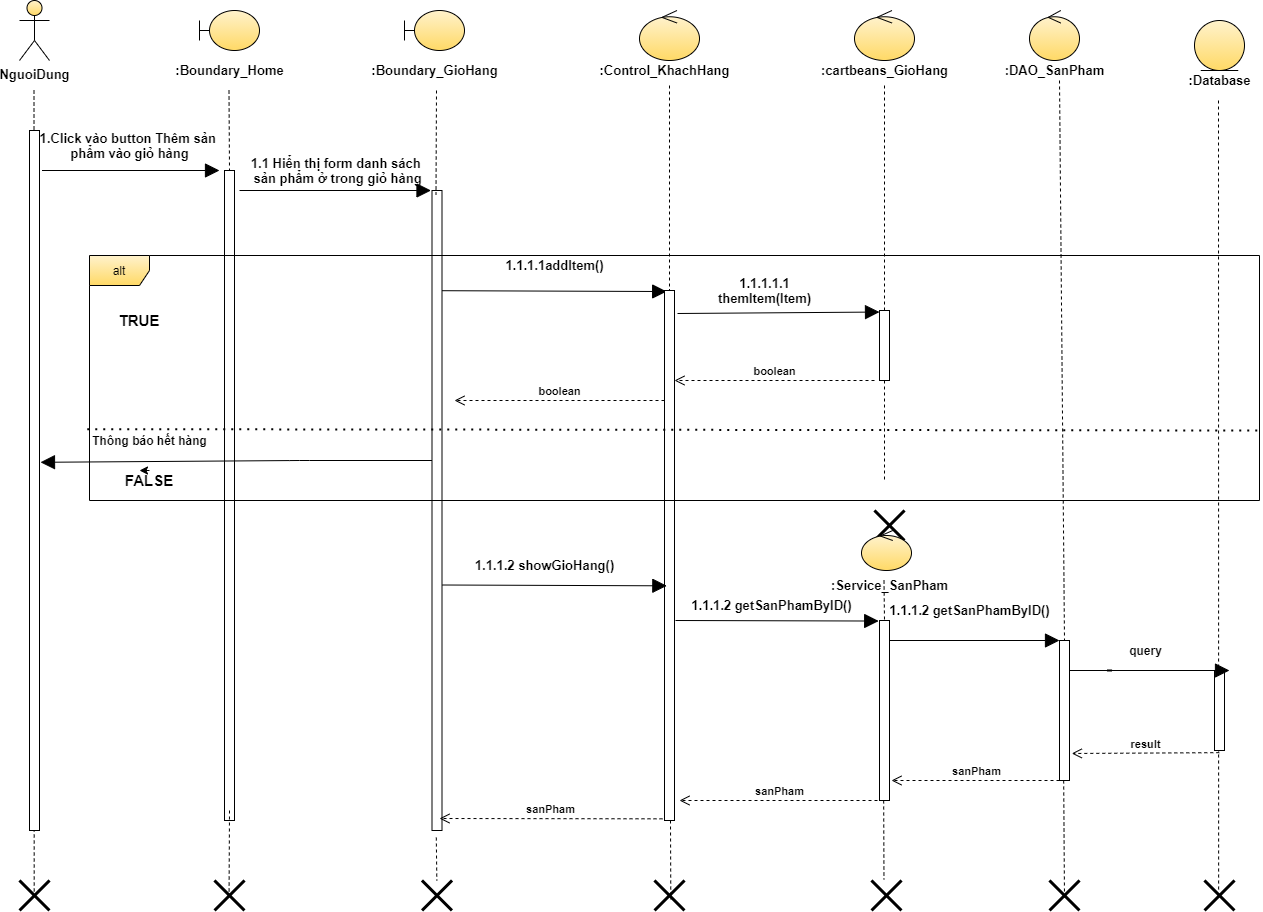 NguoiDung
:Boundary_Home
:Boundary_GioHang
:Control_KhachHang
:cartbeans_GioHang
:DAO_SanPham
:Database
1.Click vào button Thêm sản
phẩm vào giỏ hàng
1.1 Hiển thị form danh sách
sản phẩm ở trong giỏ hàng
alt
1.1.1.1addItem()
1.1.1.1.1
themItem(Item)
TRUE
boolean
boolean
Thông báo hết hàng
FALSE
:Service_SanPham
1.1.1.2 showGioHang()
1.1.1.2 getSanPhamByID()
1.1.1.2 getSanPhamByID()
query
result
sanPham
sanPham
sanPham